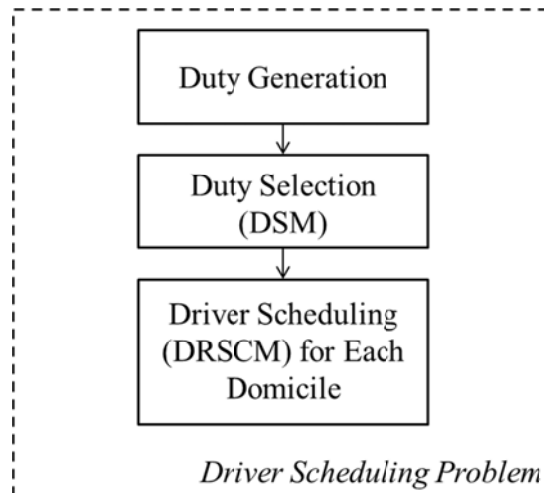 Duty Generation
Duty Selection
(DSM)
Driver Scheduling
(DRSCM) for Each
Domicile
Driver Scheduling Problem